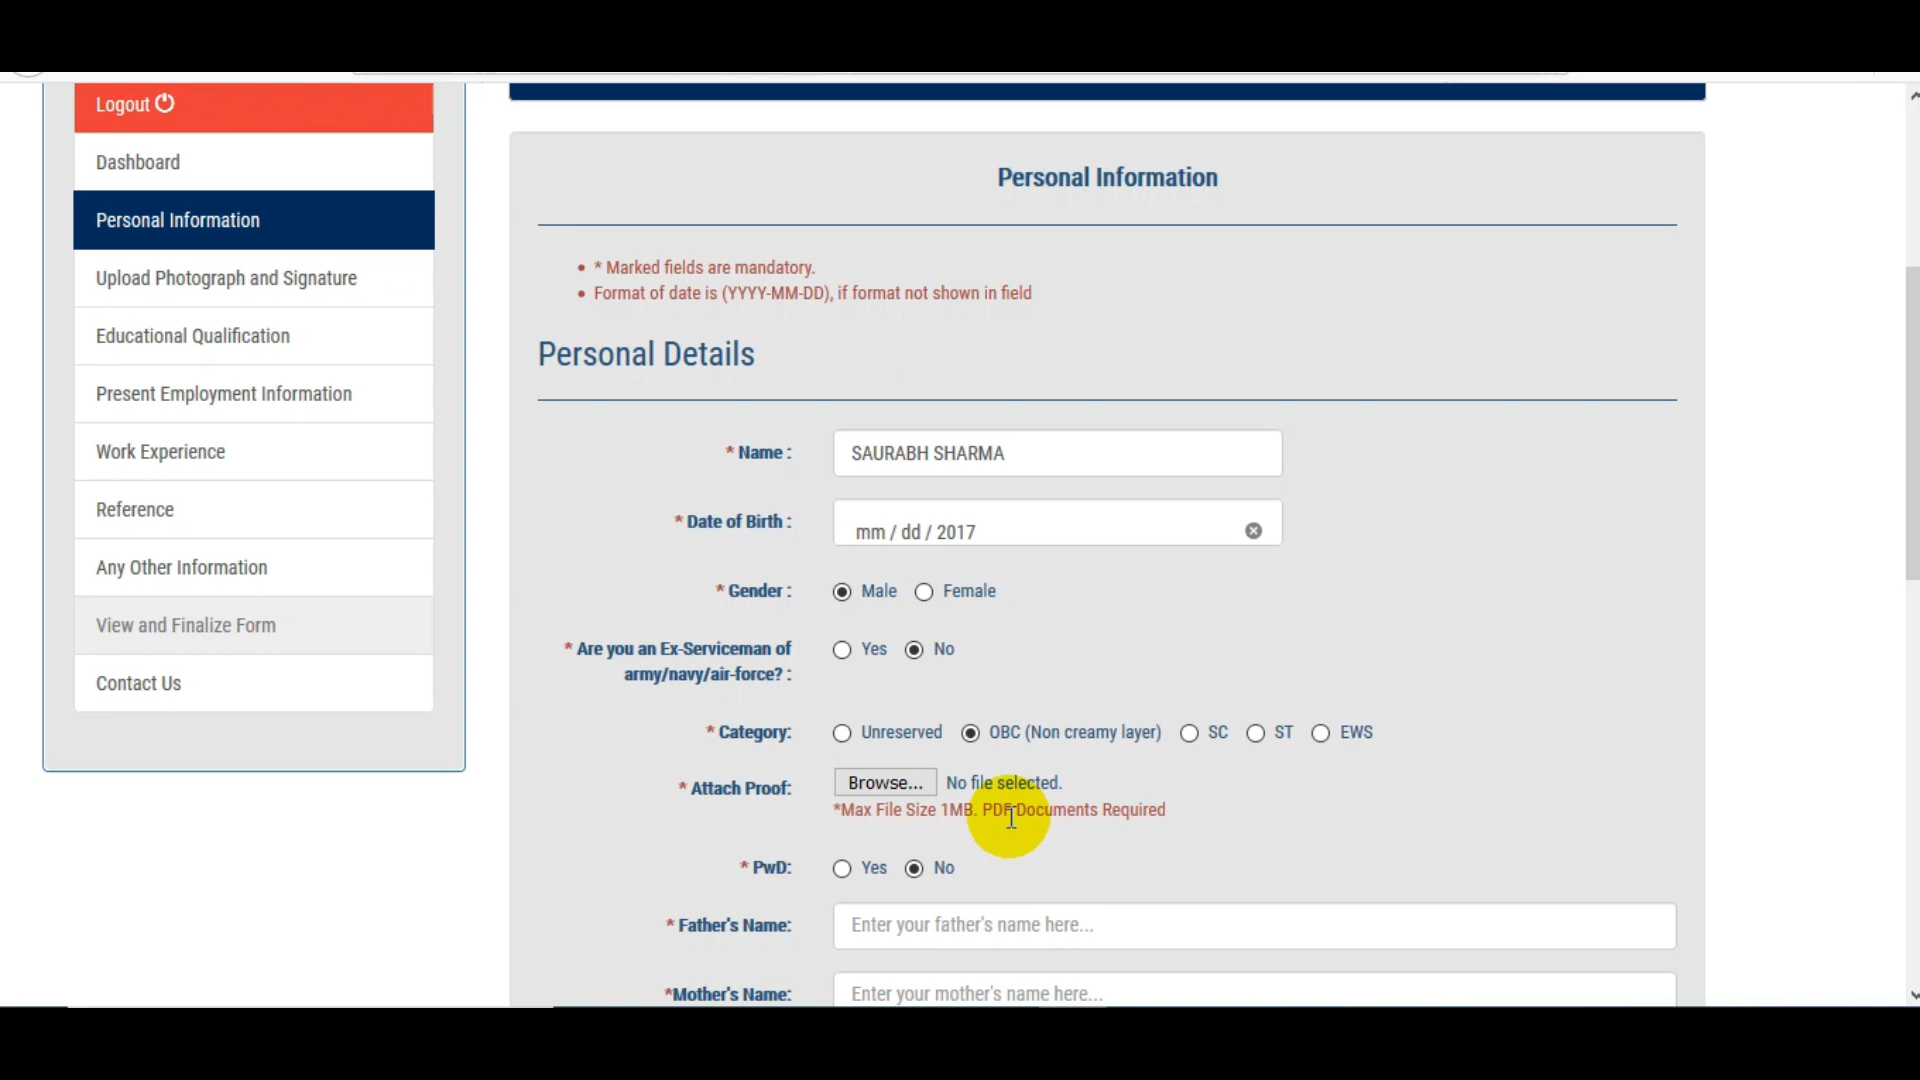 Logout
Dashboard
Personal Information
Upload Photograph and Signature
Educational Qualification
Present Employment Information
Work Experience
Reference
Any Other Information
View and Finalize Form
Contact Us
Personal Information
* Marked fields are mandatory.
Format of date is (YYYY-MM-DD), if format not shown in field
Personal Details
* Name : SAURABH SHARMA
* Date of Birth : mm / dd / 2017
* Gender : Male Female
* Are you an Ex-Serviceman of
army/navy/air-force? : Yes No
* Category: Unreserved OBC (Non creamy layer) SC ST EWS
* Attach Proof: Browse... No file selected.
*Max File Size 1MB. PDF Documents Required
* PwD: Yes No
* Father's Name: Enter your father's name here...
*Mother's Name: Enter your mother's name here...